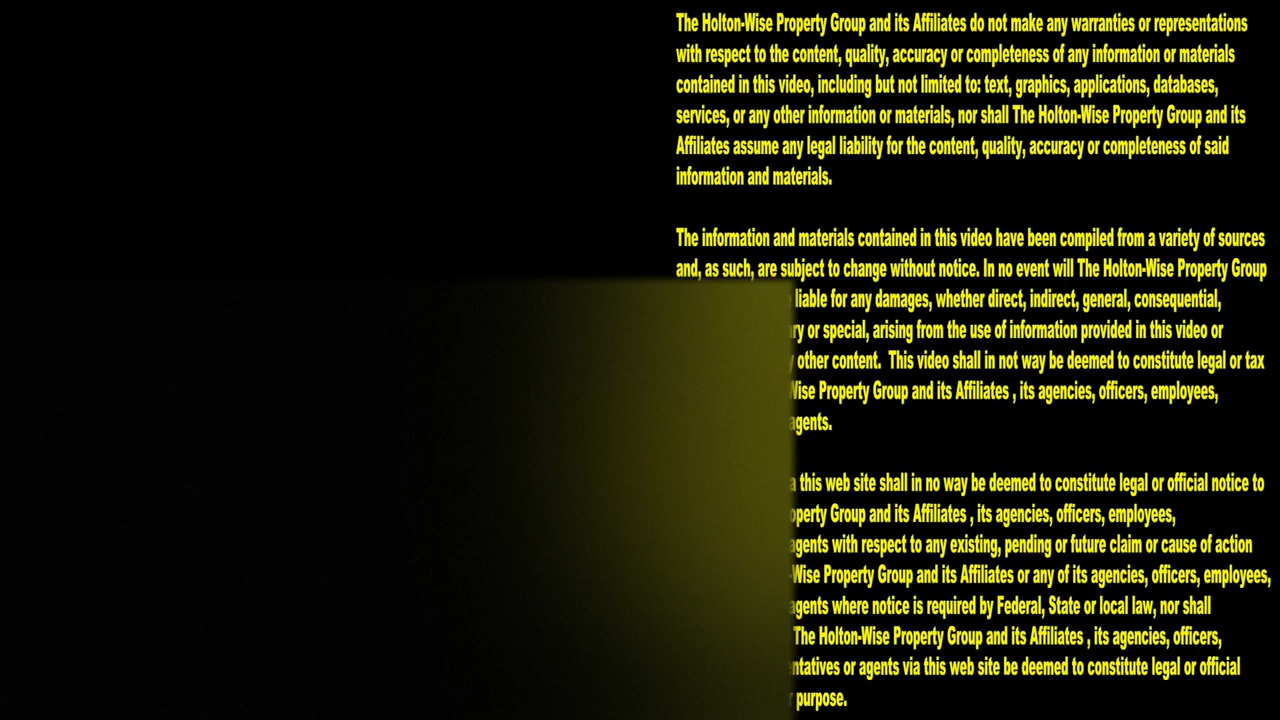 The Holton-Wise Property Group and its Affiliates do not make any warranties or representations
with respect to the content, quality, accuracy or completeness of any information or materials
contained in this video, including but not limited to: text, graphics, applications, databases,
services, or any other information or materials, nor shall The Holton-Wise Property Group and its
Affiliates assume any legal liability for the content, quality, accuracy or completeness of said
information and materials.
The information and materials contained in this video have been compiled from a variety of sources
and, as such, are subject to change without notice. In no event will The Holton-Wise Property Group
liable for any damages, whether direct, indirect, general, consequential,
or special, arising from the use of information provided in this video or
other content. This video shall in not way be deemed to constitute legal or tax
Wise Property Group and its Affiliates , its agencies, officers, employees,
agents.
this web site shall in no way be deemed to constitute legal or official notice to
Group and its Affiliates , its agencies, officers, employees,
agents with respect to any existing, pending or future claim or cause of action
-Wise Property Group and its Affiliates or any of its agencies, officers, employees,
agents where notice is required by Federal, State or local law, nor shall
The Holton-Wise Property Group and its Affiliates , its agencies, officers,
or agents via this web site be deemed to constitute legal or official
purpose.